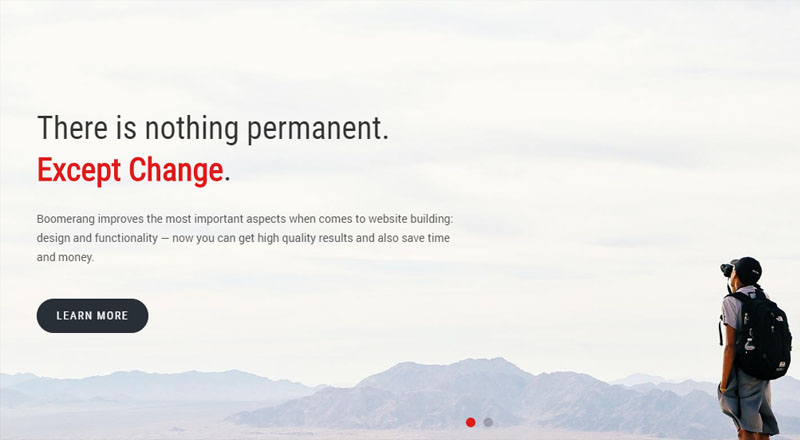 There is nothing permanent.
Except Change.
Boomerang improves the most important aspects when comes to website building:
design and functionality — now you can get high quality results and also save time
and money.
LEARN MORE